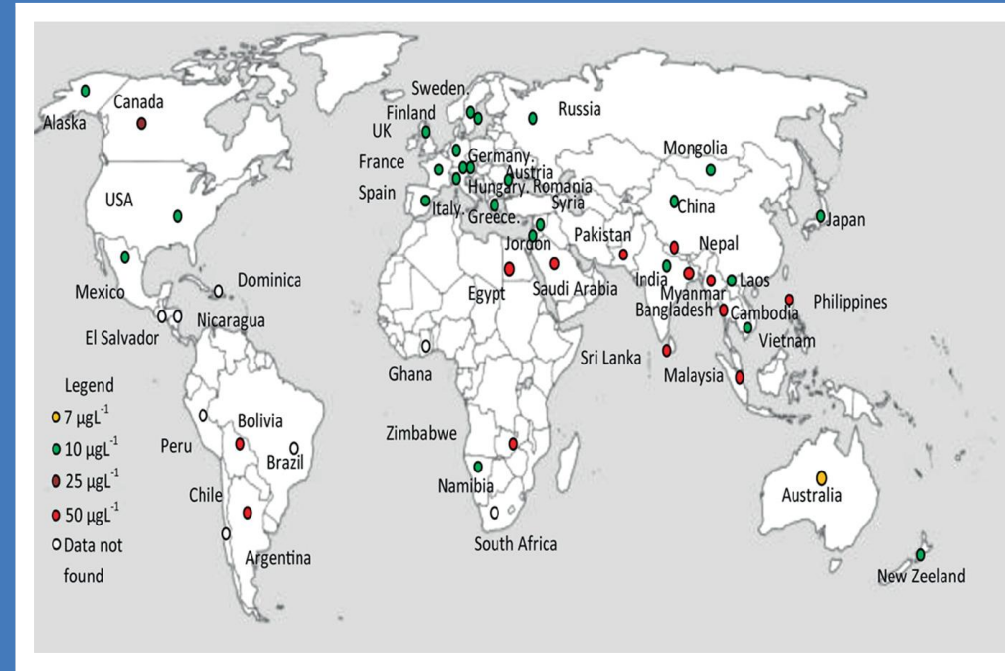 Sweden.
Finland
Russia
Canada
Alaska
UK
Mongolia
France
Germany.
Austria
Spain
Hungary. Romania
USA
Italy.
Greece.
Syria
China
Japan
Jordon
Pakistan
Nepal
Mexico
Dominica
Egypt
Saudi Arabia
India
Laos
Myanmar
Bangladesh
Cambodia
Philippines
El Salvador
Nicaragua
Vietnam
Ghana
Sri Lanka
Malaysia
Legend
7 µgL-1
10 µgL-1
25 µgL-1
50 µgL-1
Data not
found
Peru
Bolivia
Brazil
Zimbabwe
Namibia
Chile
Australia
Argentina
South Africa
New Zeeland